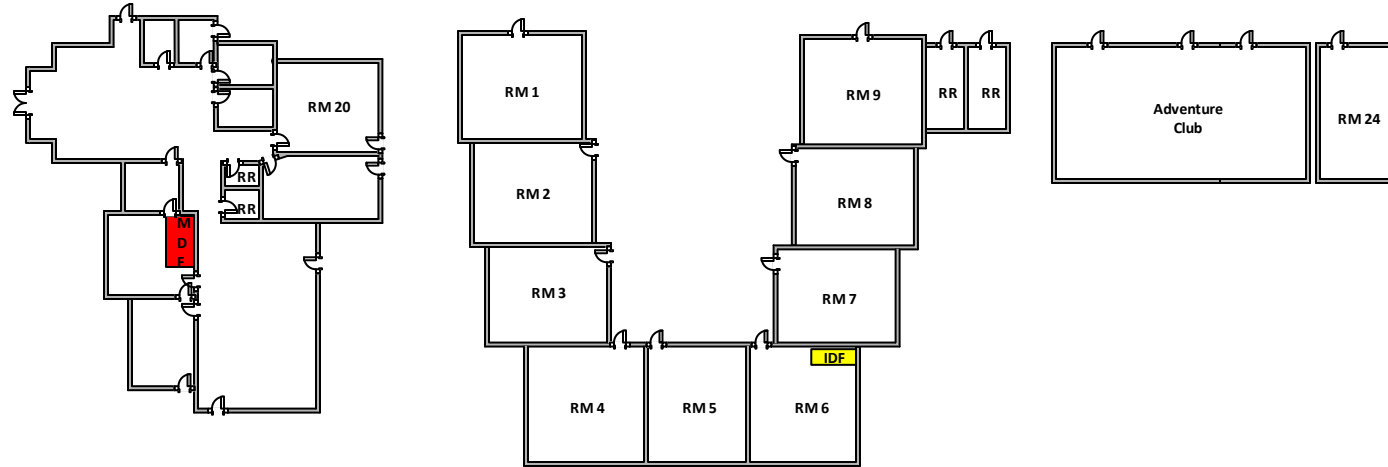 RM 20
RR
RR
M
D
F
RM 1
RM 2
RM 3
RM 4
RM 5
RM 6
IDF
RM 7
RM 8
RM 9
RR
RR
Adventure
Club
RM 24